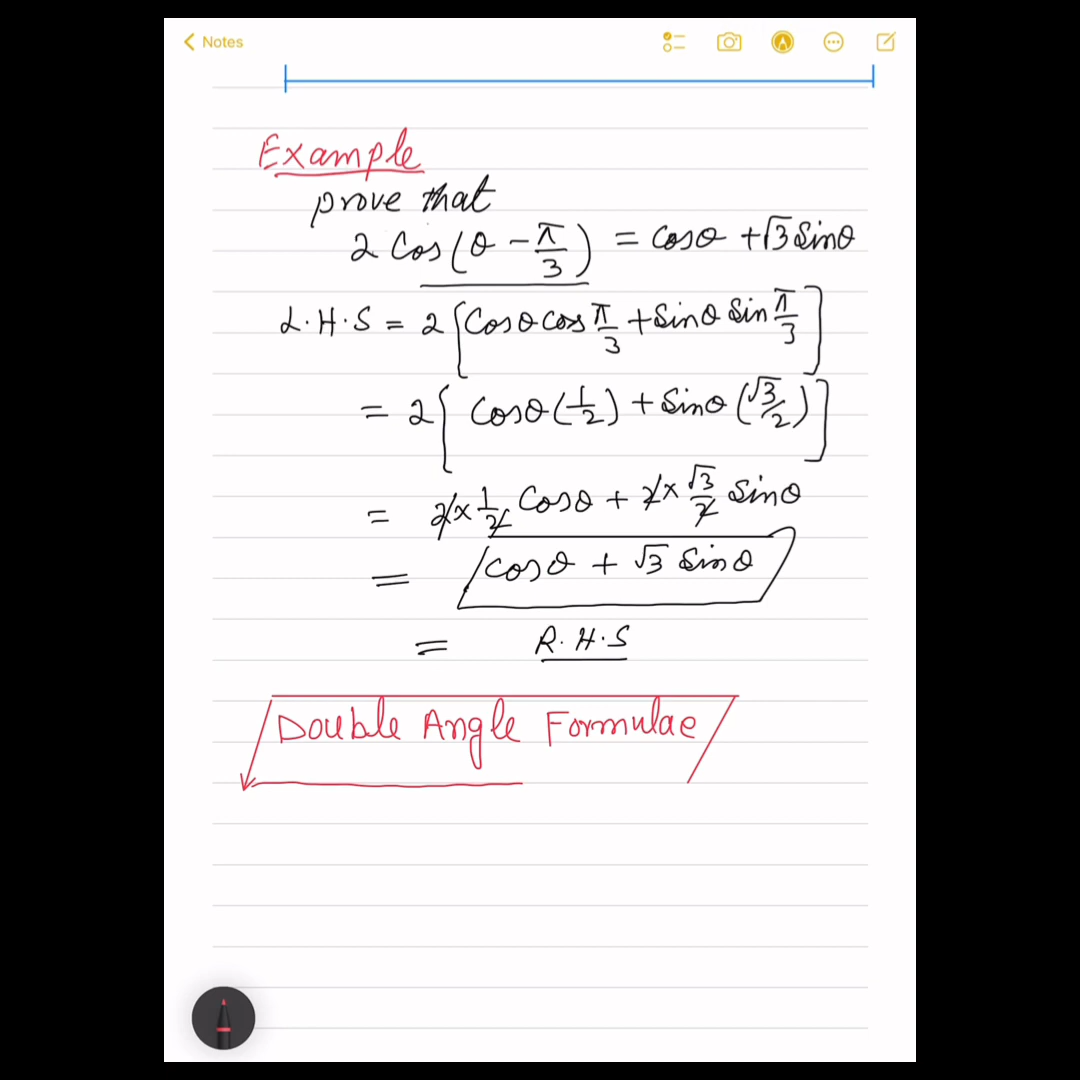 Notes
Example
prove that
2 Cos(θ - π/3) = Cosθ + √3 Sinθ
L.H.S = 2[Cosθ Cos π/3 + Sinθ Sin π/3]
= 2[Cosθ(1/2) + Sinθ(√3/2)]
= 2 × 1/2 Cosθ + 2 × √3/2 Sinθ
= Cosθ + √3 Sinθ
= R.H.S
Double Angle Formulae